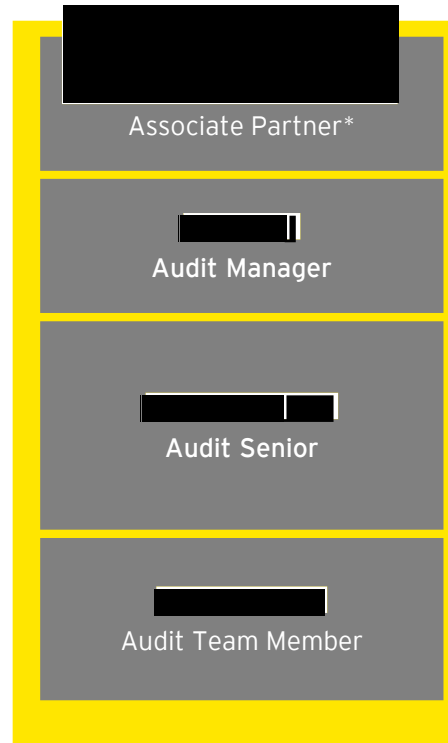 Associate Partner*
Audit Manager
Audit Senior
Audit Team Member